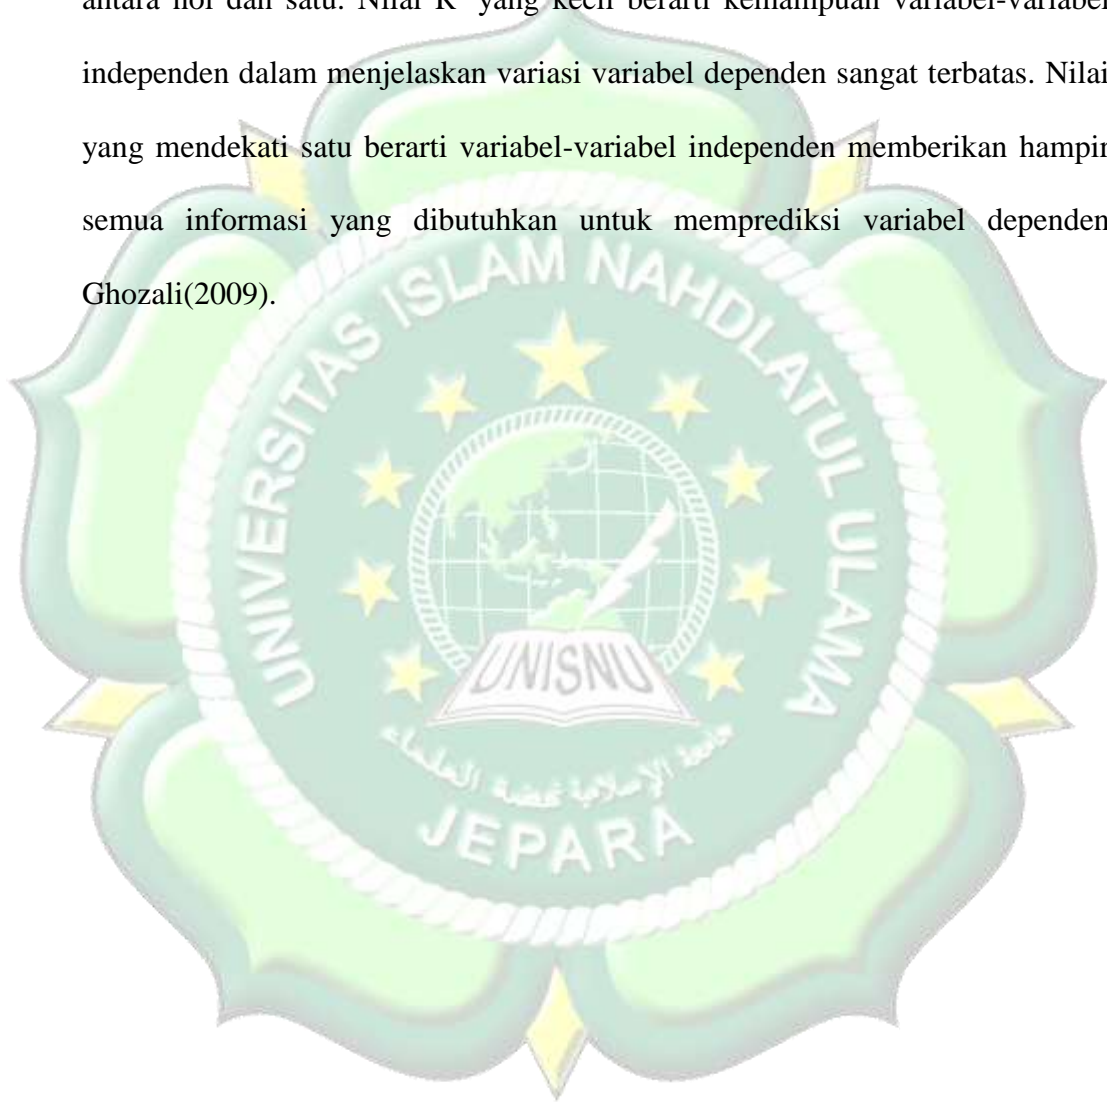 antara nol dan satu. Nilai R² yang kecil berarti kemampuan variabel-variabel
independen dalam menjelaskan variasi variabel dependen sangat terbatas. Nilai
yang mendekati satu berarti variabel-variabel independen memberikan hampir
semua informasi yang dibutuhkan untuk memprediksi variabel dependen
Ghozali(2009).
UNIVERSITAS ISLAM NAHDLATUL ULAMA
UNISNU
JEPARA